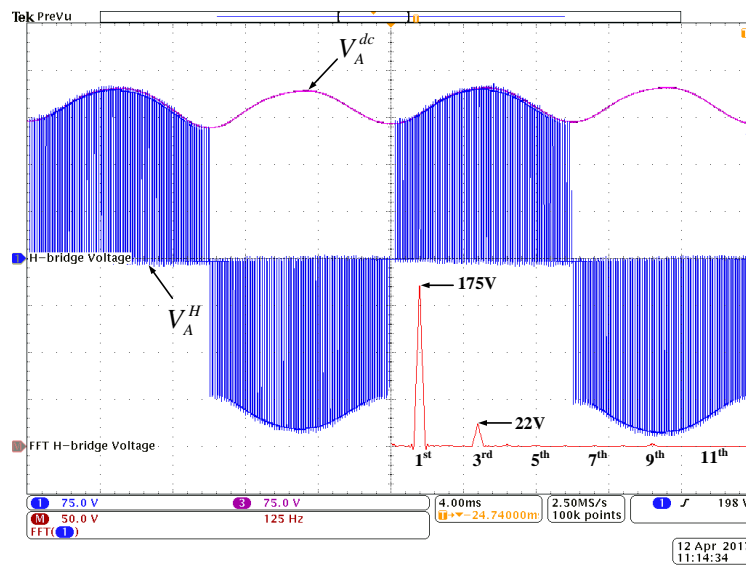 Tek PreVu
V_A^dc
1 H-bridge Voltage
V_A^H
175V
22V
FFT H-bridge Voltage
1st 3rd 5th 7th 9th 11th
1 75.0 V 3 75.0 V
M 50.0 V 125 Hz
FFT(1)
4.00ms
T→▼−24.74000m
2.50MS/s
100k points
1 198 V
12 Apr 201
11:14:34